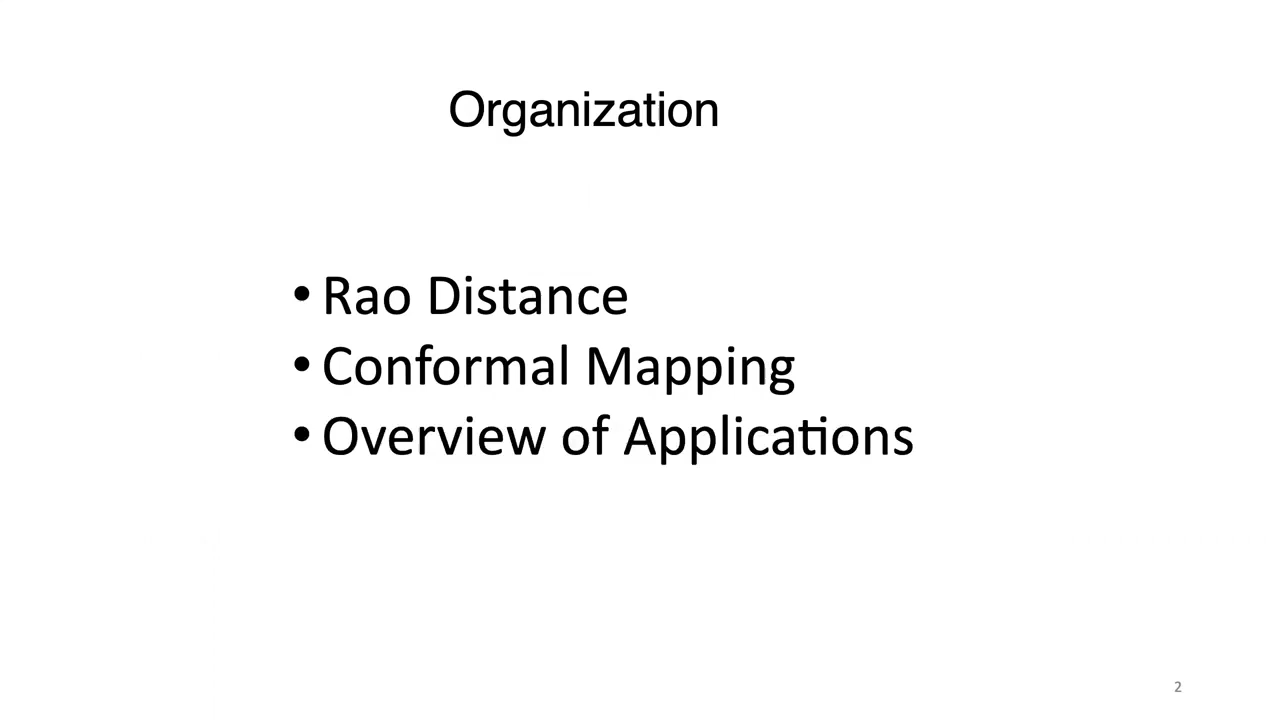 Organization
• Rao Distance
• Conformal Mapping
• Overview of Applications
2